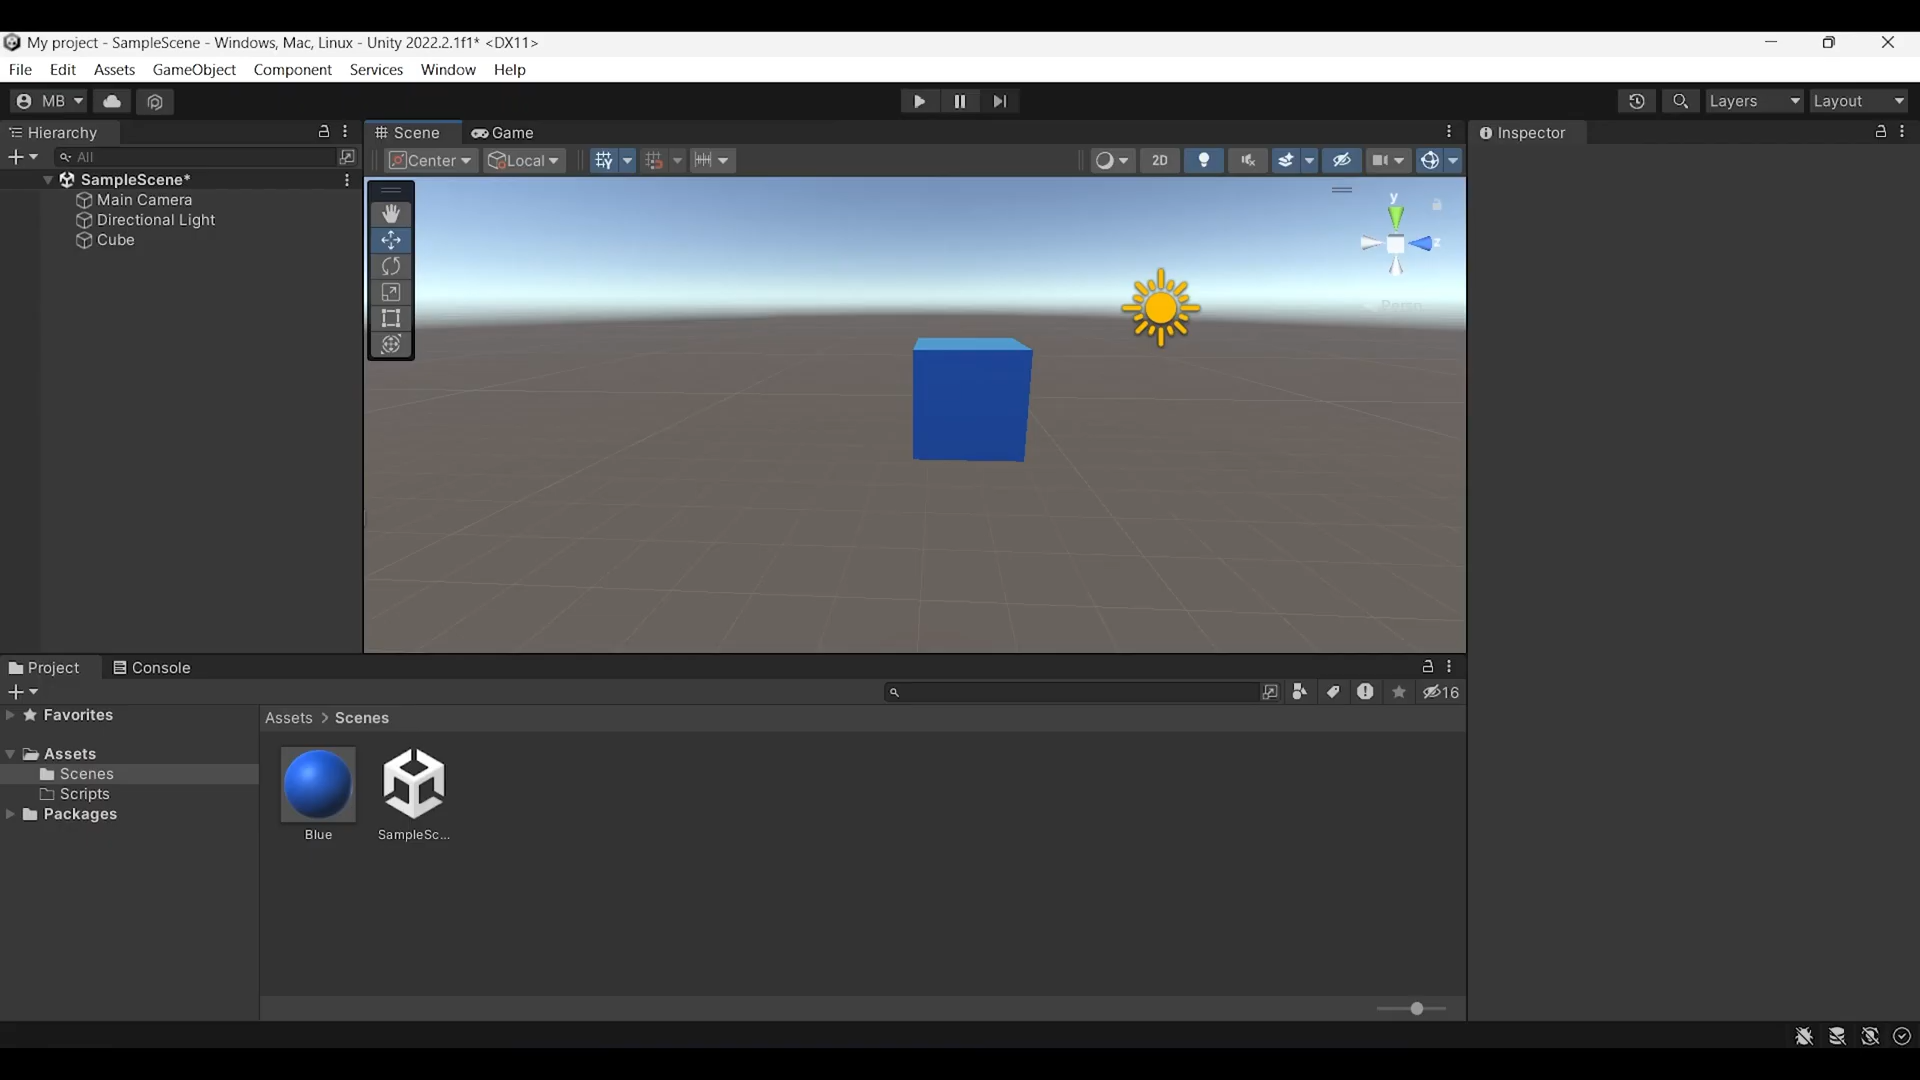 My project - SampleScene - Windows, Mac, Linux - Unity 2022.2.1f1* <DX11>
File Edit Assets GameObject Component Services Window Help
MB Layers Layout
Hierarchy
All
SampleScene*
Main Camera
Directional Light
Cube
Scene Game
Center Local 2D
y
z
Persp
Inspector
Project Console
16
Favorites
Assets
Scenes
Scripts
Packages
Assets > Scenes
Blue SampleSc...